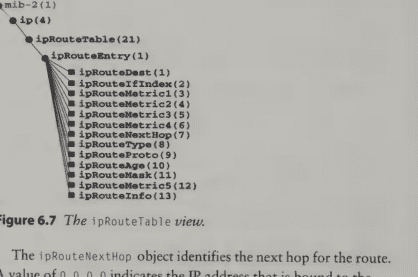 mib-2(1)
ip(4)
ipRouteTable(21)
ipRouteEntry(1)
ipRouteDest(1)
ipRouteIfIndex(2)
ipRouteMetric1(3)
ipRouteMetric2(4)
ipRouteMetric3(5)
ipRouteMetric4(6)
ipRouteNextHop(7)
ipRouteType(8)
ipRouteProto(9)
ipRouteAge(10)
ipRouteMask(11)
ipRouteMetric5(12)
ipRouteInfo(13)
Figure 6.7 The ipRouteTable view.
The ipRouteNextHop object identifies the next hop for the route.
A value of 0.0.0.0 indicates the IP address that is bound to the